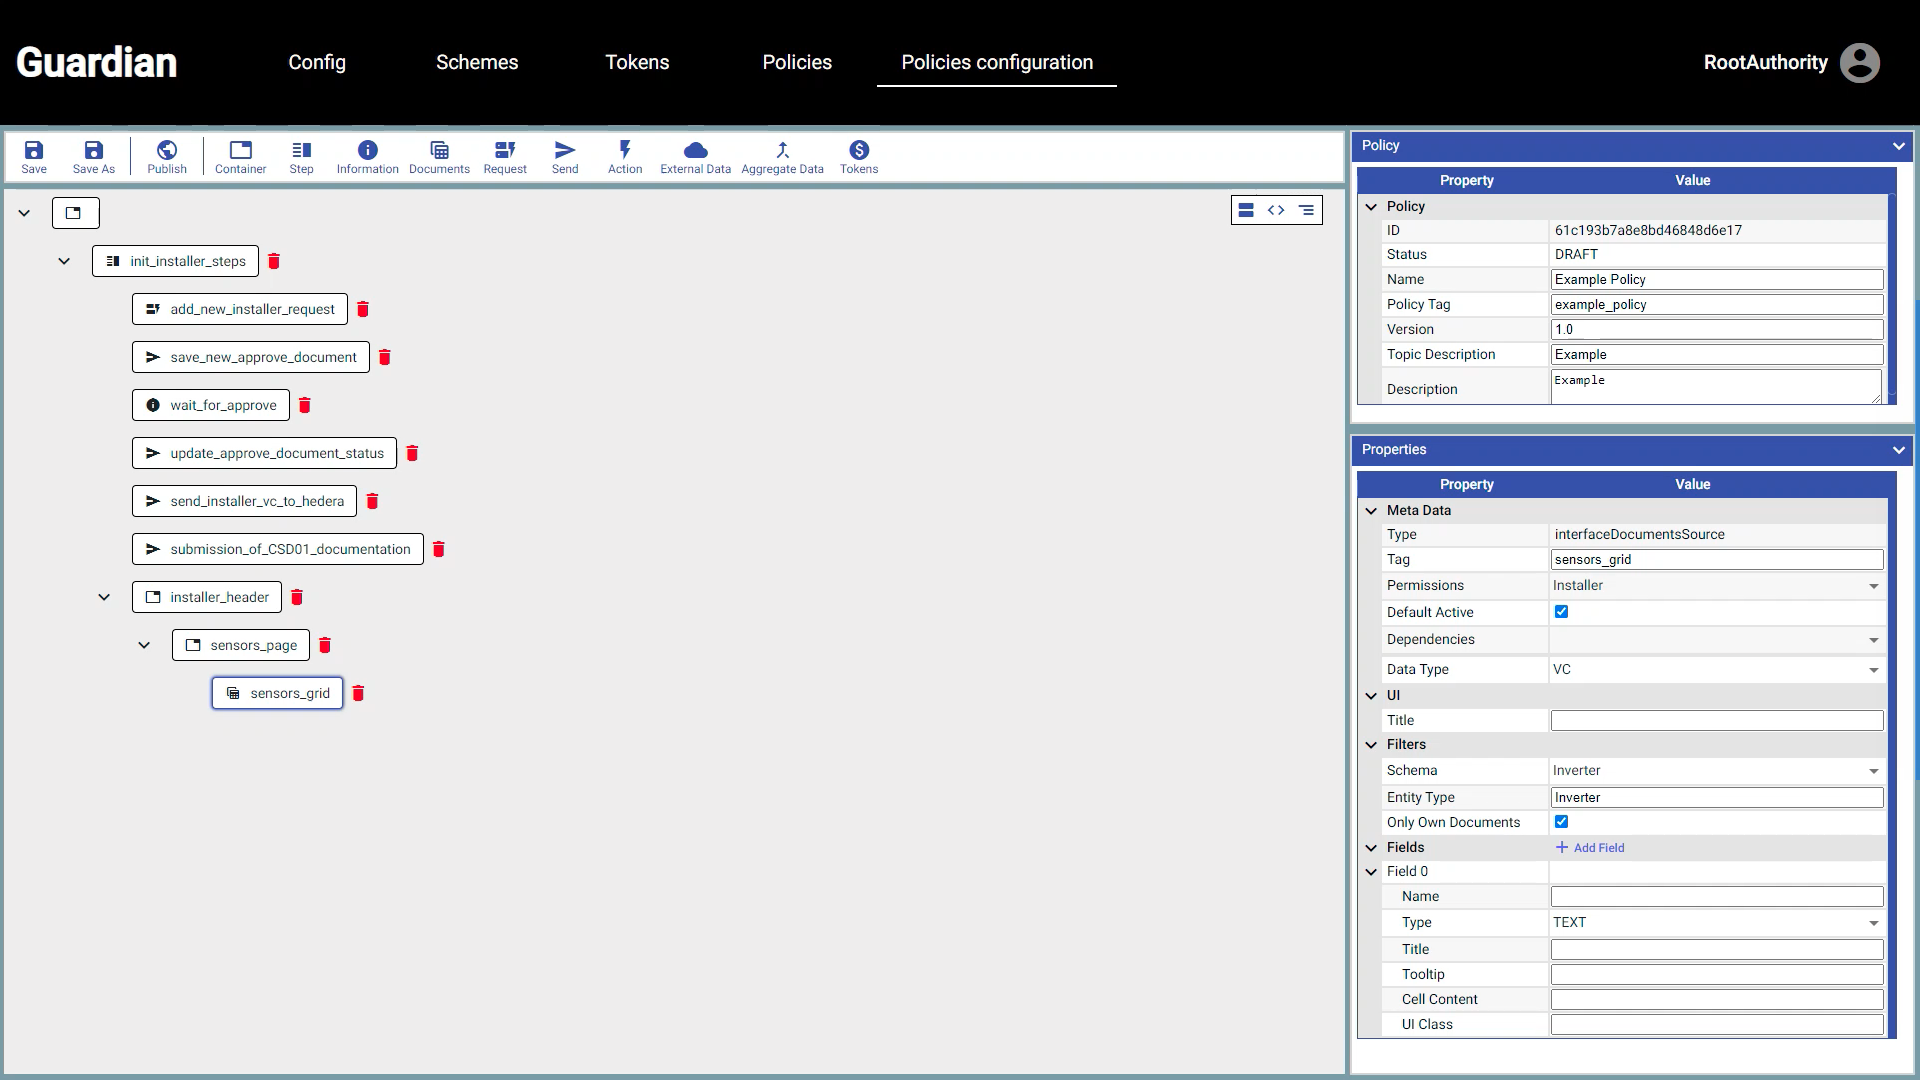 Guardian
Config
Schemes
Tokens
Policies
Policies configuration
RootAuthority
Save
Save As
Publish
Container
Step
Information
Documents
Request
Send
Action
External Data
Aggregate Data
Tokens
init_installer_steps
add_new_installer_request
save_new_approve_document
wait_for_approve
update_approve_document_status
send_installer_vc_to_hedera
submission_of_CSD01_documentation
installer_header
sensors_page
sensors_grid
Policy
Property Value
Policy
ID 61c193b7a8e8bd46848d6e17
Status DRAFT
Name Example Policy
Policy Tag example_policy
Version 1.0
Topic Description Example
Description Example
Properties
Property Value
Meta Data
Type interfaceDocumentsSource
Tag sensors_grid
Permissions Installer
Default Active
Dependencies
Data Type VC
UI
Title
Filters
Schema Inverter
Entity Type Inverter
Only Own Documents
Fields + Add Field
Field 0
Name
Type TEXT
Title
Tooltip
Cell Content
UI Class